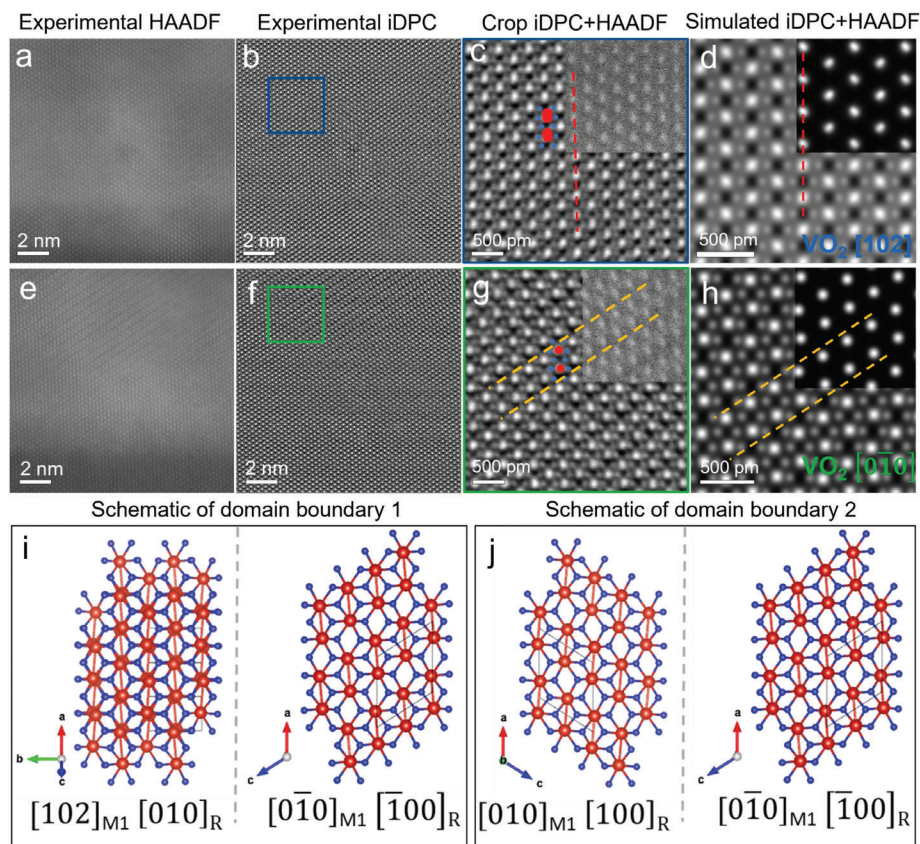 Experimental HAADF Experimental iDPC Crop iDPC+HAADF Simulated iDPC+HAADF
a b c d
2 nm 2 nm 500 pm 500 pm VO₂ [102]
e f g h
2 nm 2 nm 500 pm 500 pm VO₂ [01̅0]
Schematic of domain boundary 1 Schematic of domain boundary 2
i j
a a a a
b c c b c c
[102]M1 [010]R [01̅0]M1 [1̅00]R [010]M1 [100]R [01̅0]M1 [1̅00]R